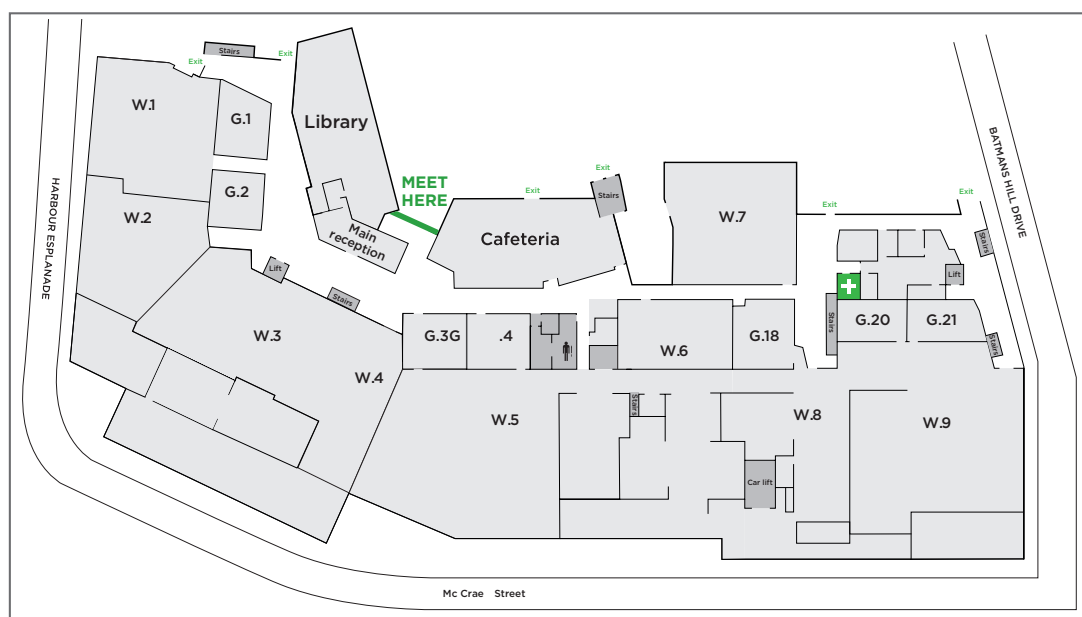 Stairs
Exit
Exit
W.1
G.1
Library
G.2
W.2
MEET
HERE
Main
reception
Exit
Exit
Stairs
Cafeteria
W.7
Exit
Exit
BATMANS HILL DRIVE
HARBOUR ESPLANADE
Stairs
Lift
Lift
Stairs
W.3
G.3G
.4
W.6
G.18
Stairs
G.20
G.21
Stairs
W.4
W.5
Stairs
W.8
W.9
Car lift
Mc Crae Street